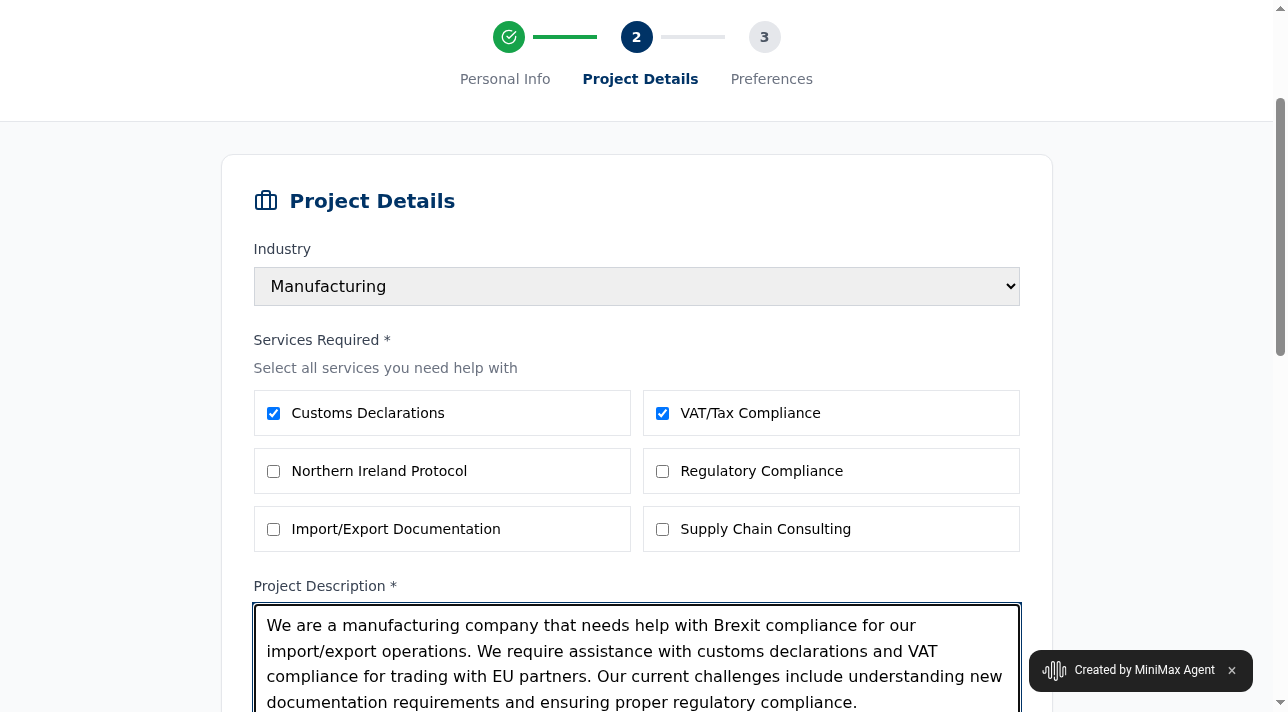 2
3
Personal Info
Project Details
Preferences
Project Details
Industry
Manufacturing
Services Required *
Select all services you need help with
Customs Declarations
VAT/Tax Compliance
Northern Ireland Protocol
Regulatory Compliance
Import/Export Documentation
Supply Chain Consulting
Project Description *
We are a manufacturing company that needs help with Brexit compliance for our
import/export operations. We require assistance with customs declarations and VAT
compliance for trading with EU partners. Our current challenges include understanding new
documentation requirements and ensuring proper regulatory compliance.
Created by MiniMax Agent ×